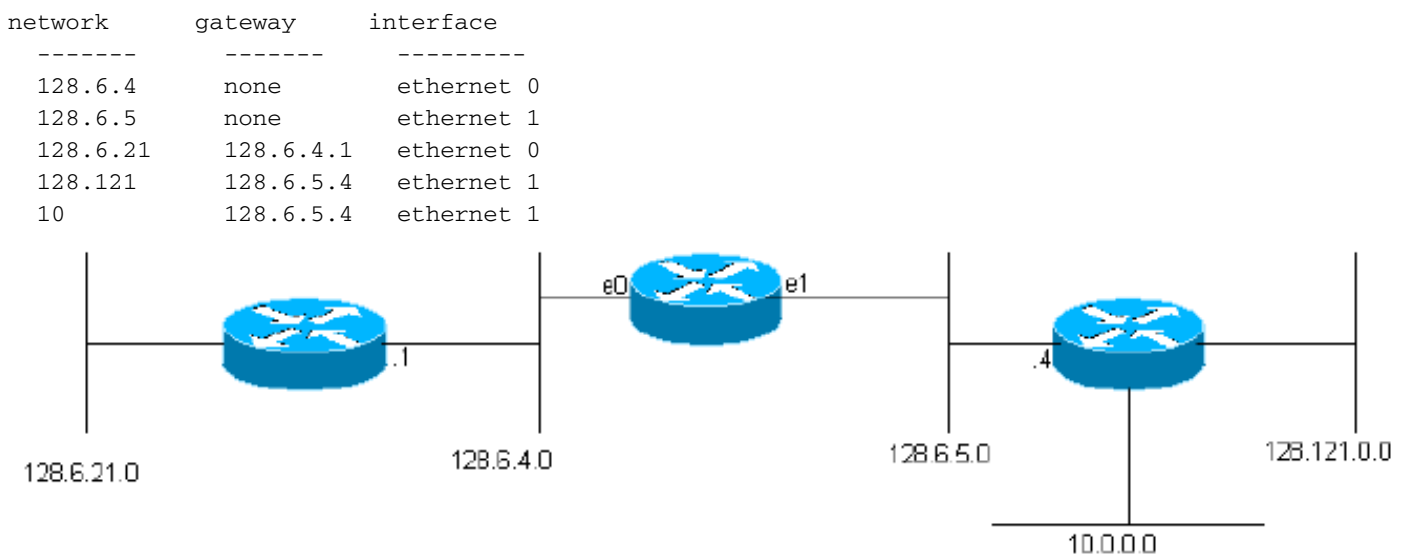 network gateway interface
------- ------- ---------
128.6.4 none ethernet 0
128.6.5 none ethernet 1
128.6.21 128.6.4.1 ethernet 0
128.121 128.6.5.4 ethernet 1
10 128.6.5.4 ethernet 1
e0 e1
.1 .4
128.6.21.0 128.6.4.0 128.6.5.0 128.121.0.0
10.0.0.0